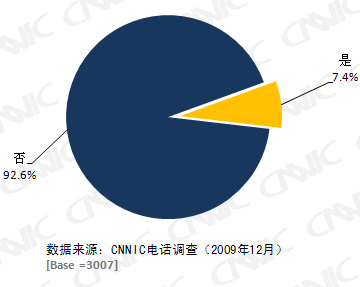 是
7.4%
否
92.6%
数据来源：CNNIC电话调查（2009年12月）
[Base =3007]